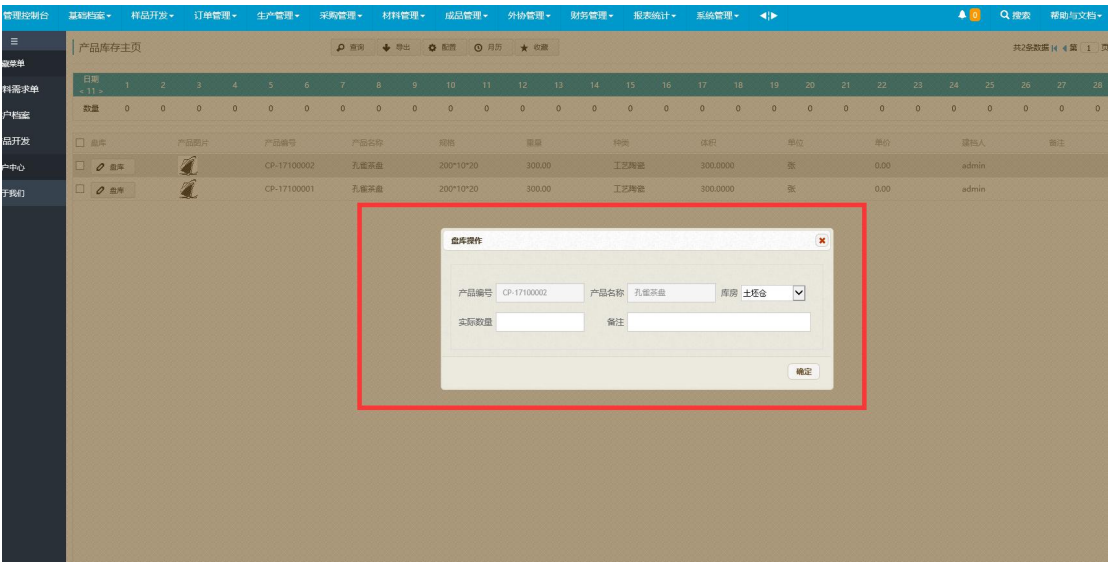 管理控制台 基础档案 样品开发 订单管理 生产管理 采购管理 材料管理 成品管理 外协管理 财务管理 报表统计 系统管理 0 搜索 帮助与文档
产品库存主页 查询 导出 配置 月历 收藏 共2条数据 第 1 页
藏菜单
料需求单
户档案
品开发
户中心
于我们
日期 1 2 3 4 5 6 7 8 9 10 11 12 13 14 15 16 17 18 19 20 21 22 23 24 25 26 27 28
< 11 >
数量 0 0 0 0 0 0 0 0 0 0 0 0 0 0 0 0 0 0 0 0 0 0 0 0 0 0 0 0
盘库 产品图片 产品编号 产品名称 规格 重量 种类 体积 单位 单价 建档人 备注
盘库 CP-17100002 孔雀茶盘 200*10*20 300.00 工艺陶瓷 300.0000 张 0.00 admin
盘库 CP-17100001 孔雀茶盘 200*10*20 300.00 工艺陶瓷 300.0000 张 0.00 admin
盘库操作
产品编号 CP-17100002 产品名称 孔雀茶盘 库房 土坯仓
实际数量 备注
确定